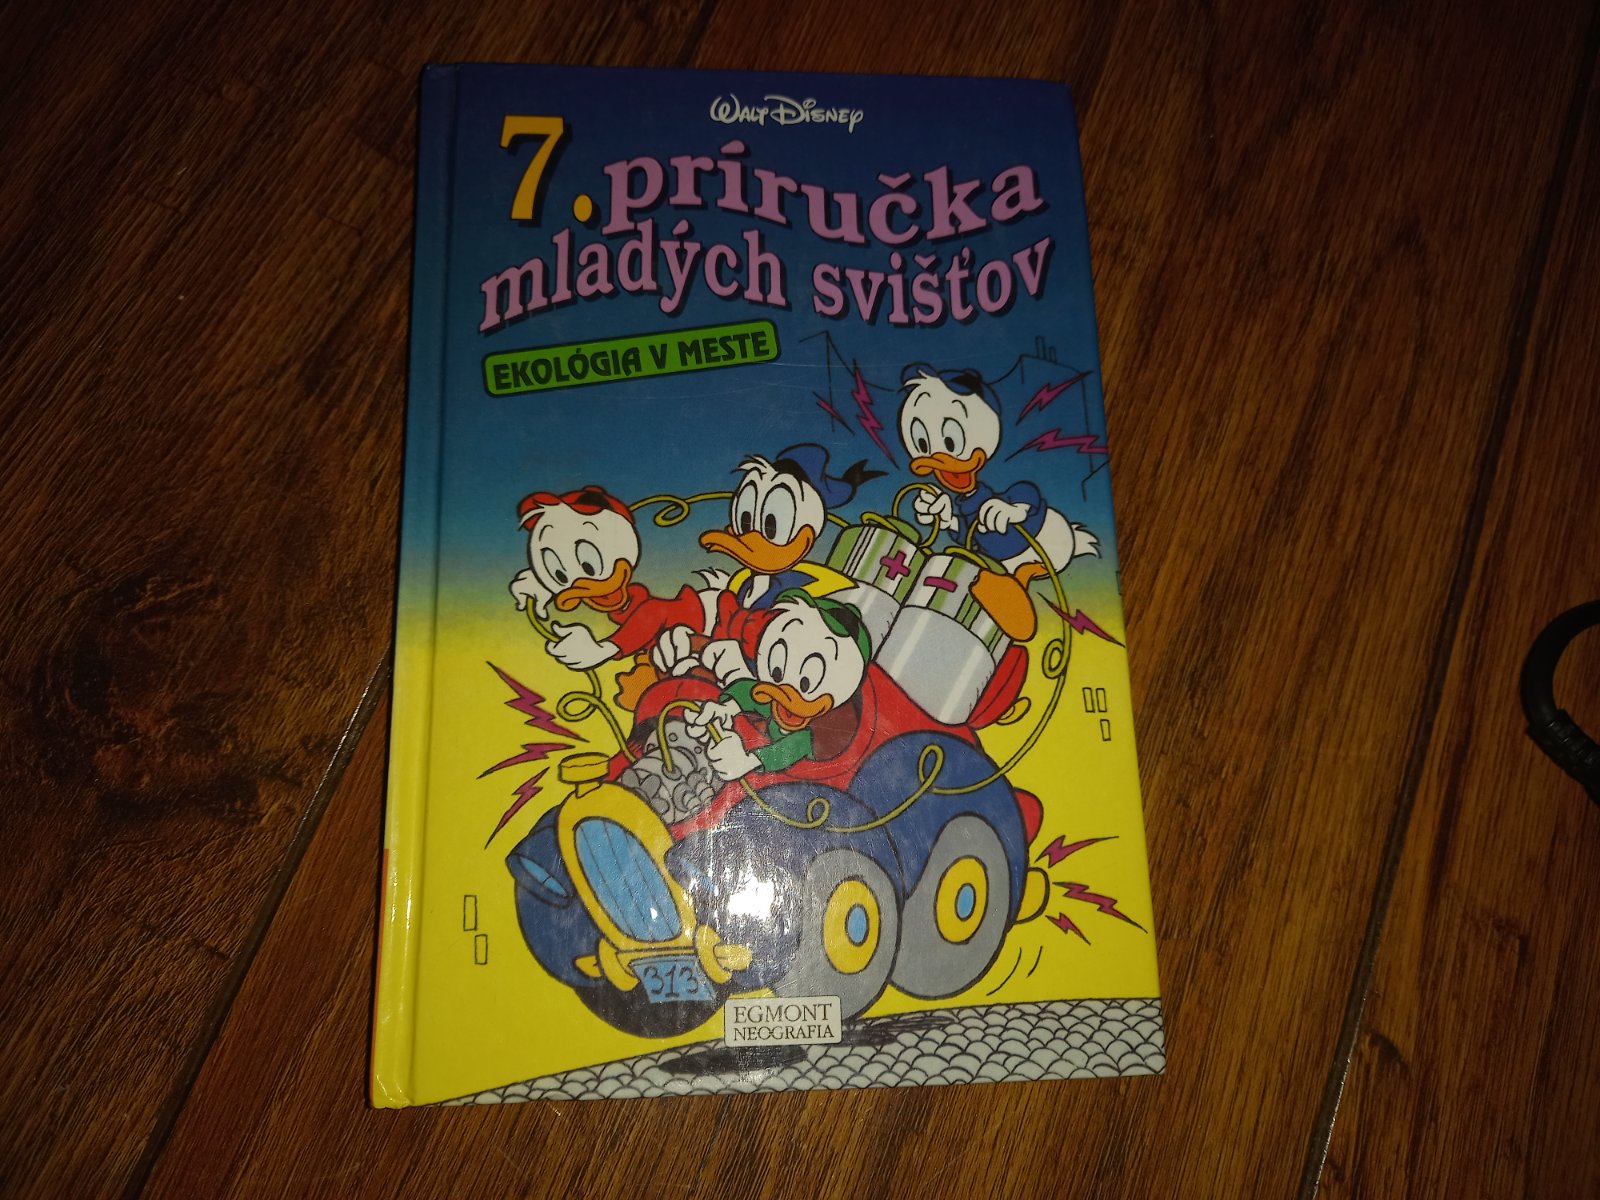 Walt Disney
7. príručka
mladých svišťov
EKOLÓGIA V MESTE
+ -
313
EGMONT
NEOGRAFIA